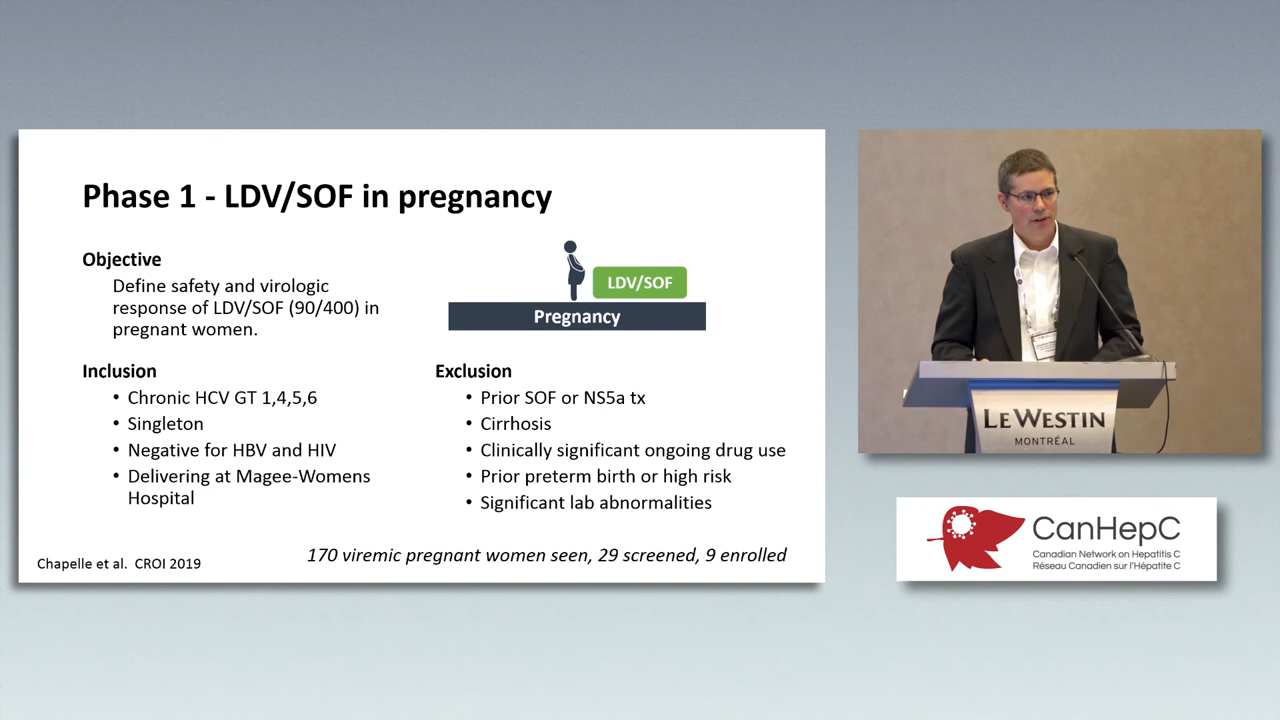 Phase 1 - LDV/SOF in pregnancy
Objective
Define safety and virologic
response of LDV/SOF (90/400) in
pregnant women.
LDV/SOF
Pregnancy
Inclusion
• Chronic HCV GT 1,4,5,6
• Singleton
• Negative for HBV and HIV
• Delivering at Magee-Womens
Hospital
Exclusion
• Prior SOF or NS5a tx
• Cirrhosis
• Clinically significant ongoing drug use
• Prior preterm birth or high risk
• Significant lab abnormalities
170 viremic pregnant women seen, 29 screened, 9 enrolled
Chapelle et al. CROI 2019
LE WESTIN
MONTRÉAL
CanHepC
Canadian Network on Hepatitis C
Réseau Canadien sur l'Hépatite C